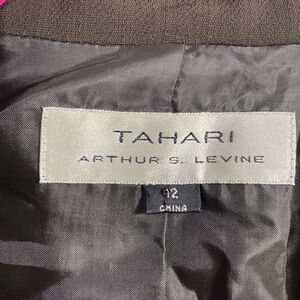 TAHARI
ARTHUR S. LEVINE
12
CHINA